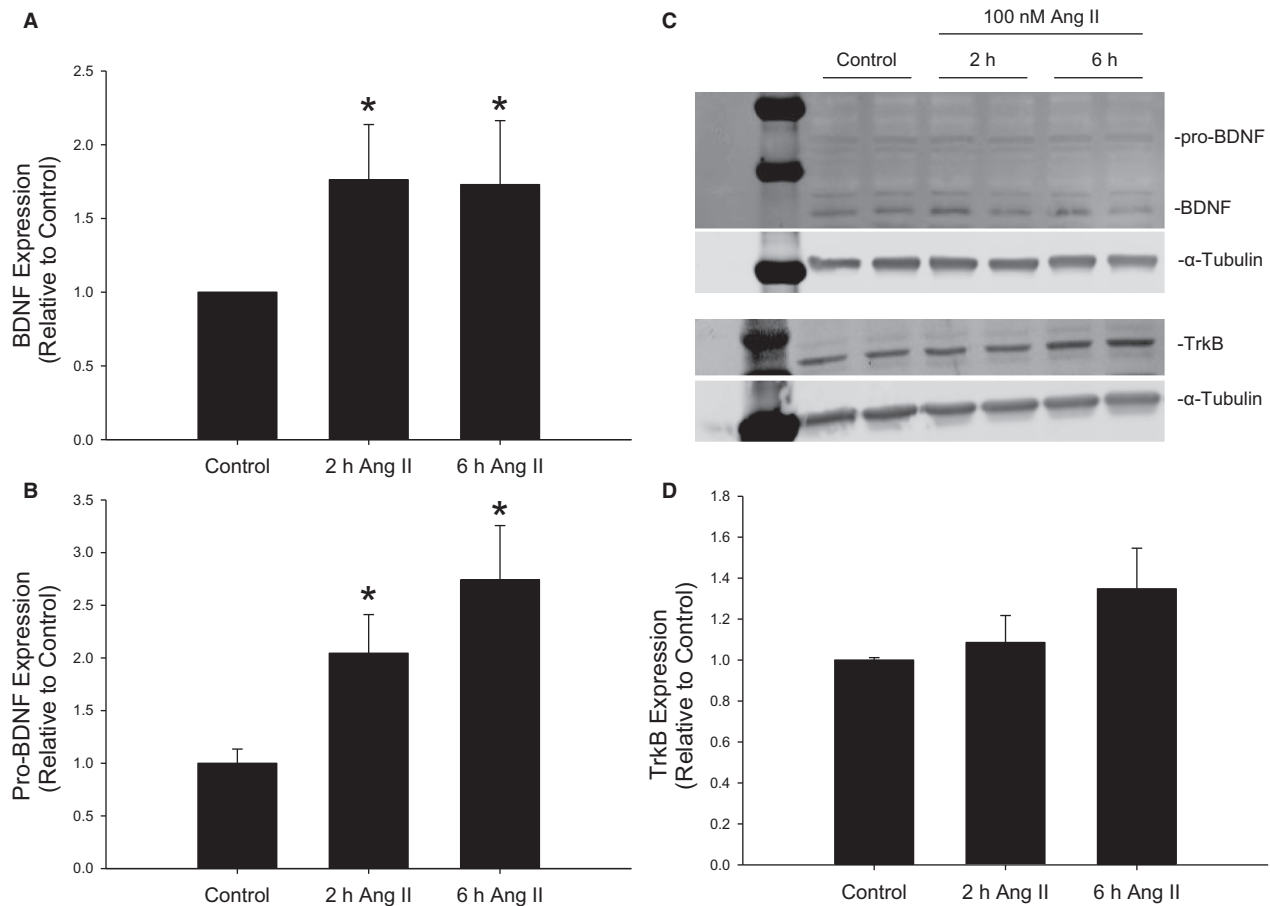 A
2.5
2.0
1.5
1.0
0.5
0.0
BDNF Expression
(Relative to Control)
*
*
Control
2 h Ang II
6 h Ang II
B
3.5
3.0
2.5
2.0
1.5
1.0
0.5
0.0
Pro-BDNF Expression
(Relative to Control)
*
*
Control
2 h Ang II
6 h Ang II
C
100 nM Ang II
Control
2 h
6 h
-pro-BDNF
-BDNF
-α-Tubulin
-TrkB
-α-Tubulin
D
1.8
1.6
1.4
1.2
1.0
0.8
0.6
0.4
0.2
0.0
TrkB Expression
(Relative to Control)
Control
2 h Ang II
6 h Ang II